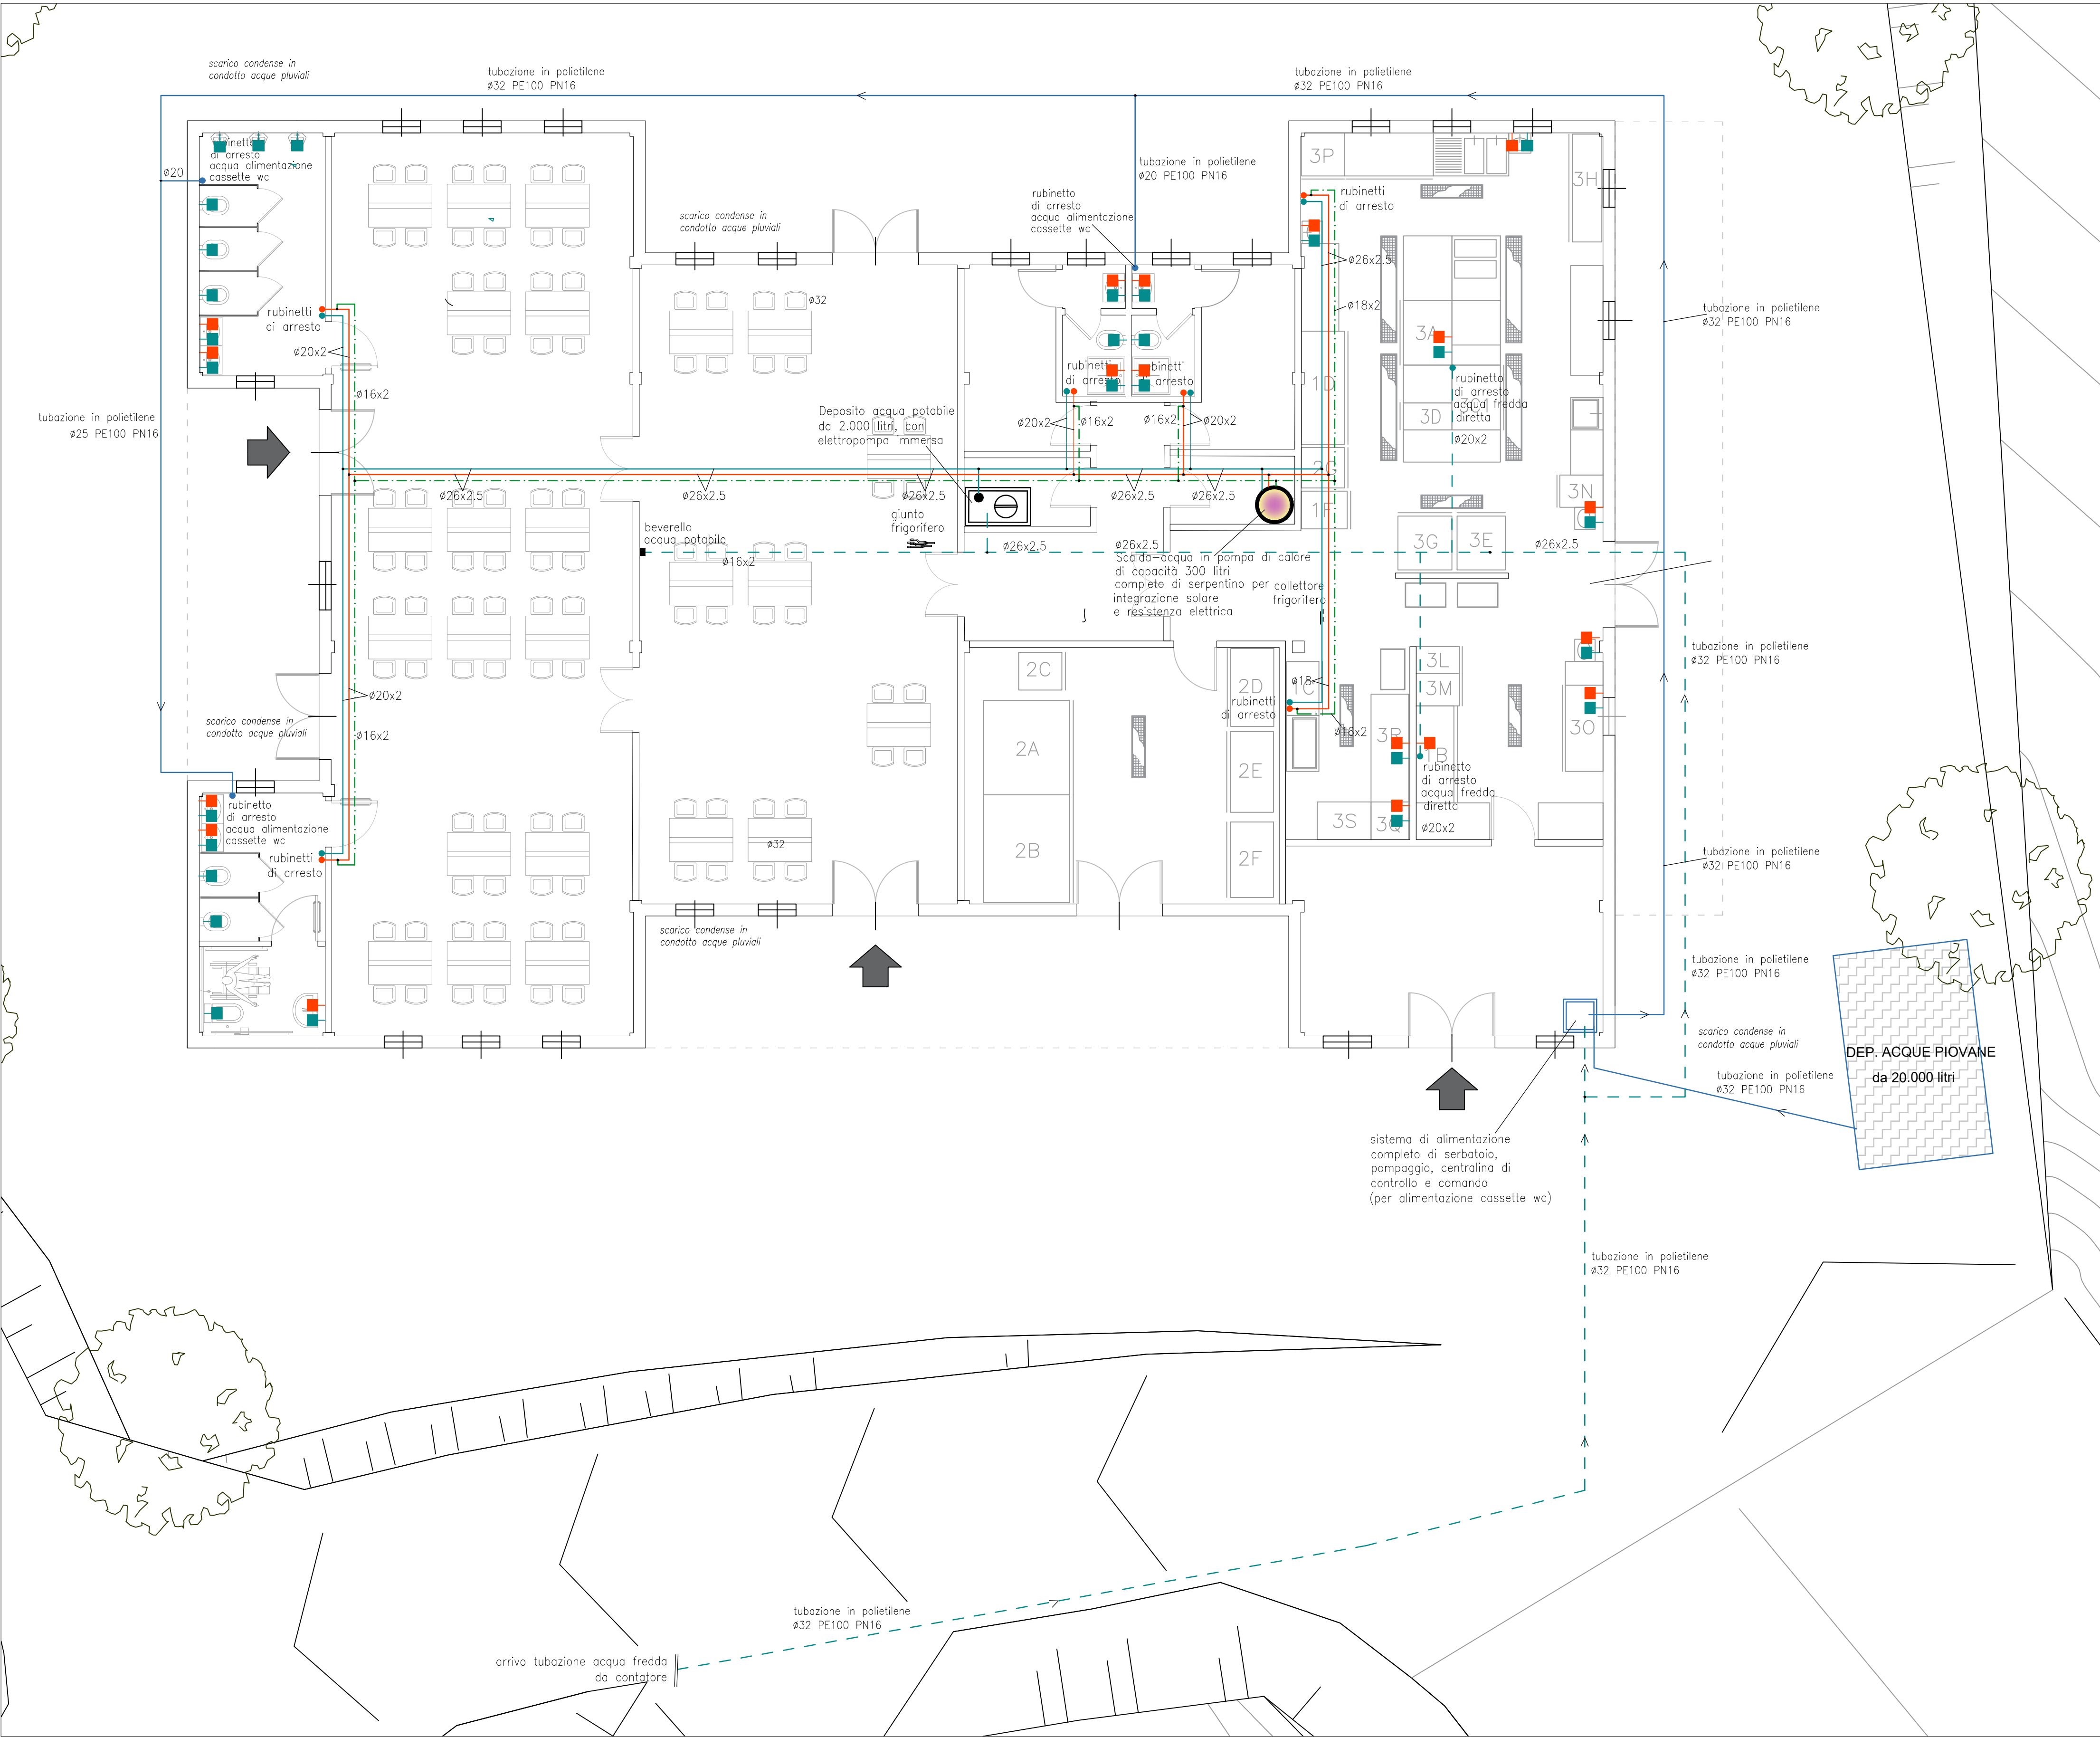 scarico condense in
condotto acque pluviali
tubazione in polietilene
ø32 PE100 PN16
tubazione in polietilene
ø32 PE100 PN16
rubinetto
di arresto
acqua alimentazione
cassette wc
ø20
tubazione in polietilene
ø20 PE100 PN16
rubinetto
di arresto
acqua alimentazione
cassette wc
scarico condense in
condotto acque pluviali
3P
3H
rubinetti
di arresto
ø26x2.5
ø18x2
ø32
rubinetti
di arresto
ø20x2
ø16x2
tubazione in polietilene
ø32 PE100 PN16
3A
1D
rubinetti
di arresto
rubinetti
di arresto
rubinetto
di arresto
acqua fredda
diretta
3D
ø20x2
tubazione in polietilene
ø25 PE100 PN16
Deposito acqua potabile
da 2.000 litri, con
elettropompa immersa
ø20x2
ø16x2
ø16x2
ø20x2
ø26x2.5
ø26x2.5
ø26x2.5
ø26x2.5
ø26x2.5
3N
1F
giunto
frigorifero
beverello
acqua potabile
ø16x2
ø26x2.5
ø26x2.5
3G
3E
ø26x2.5
Scalda-acqua in pompa di calore
di capacità 300 litri
completo di serpentino per
integrazione solare
e resistenza elettrica
collettore
frigorifero
tubazione in polietilene
ø32 PE100 PN16
2C
2D
1C
ø18
3L
3M
ø20x2
rubinetti
di arresto
scarico condense in
condotto acque pluviali
ø16x2
2A
ø16x2
3R
1B
3O
2E
rubinetto
di arresto
acqua fredda
diretta
ø20x2
rubinetto
di arresto
acqua alimentazione
cassette wc
rubinetti
di arresto
ø32
2B
2F
3S
3Q
tubazione in polietilene
ø32 PE100 PN16
scarico condense in
condotto acque pluviali
tubazione in polietilene
ø32 PE100 PN16
scarico condense in
condotto acque pluviali
DEP. ACQUE PIOVANE
da 20.000 litri
tubazione in polietilene
ø32 PE100 PN16
sistema di alimentazione
completo di serbatoio,
pompaggio, centralina di
controllo e comando
(per alimentazione cassette wc)
tubazione in polietilene
ø32 PE100 PN16
tubazione in polietilene
ø32 PE100 PN16
arrivo tubazione acqua fredda
da contatore